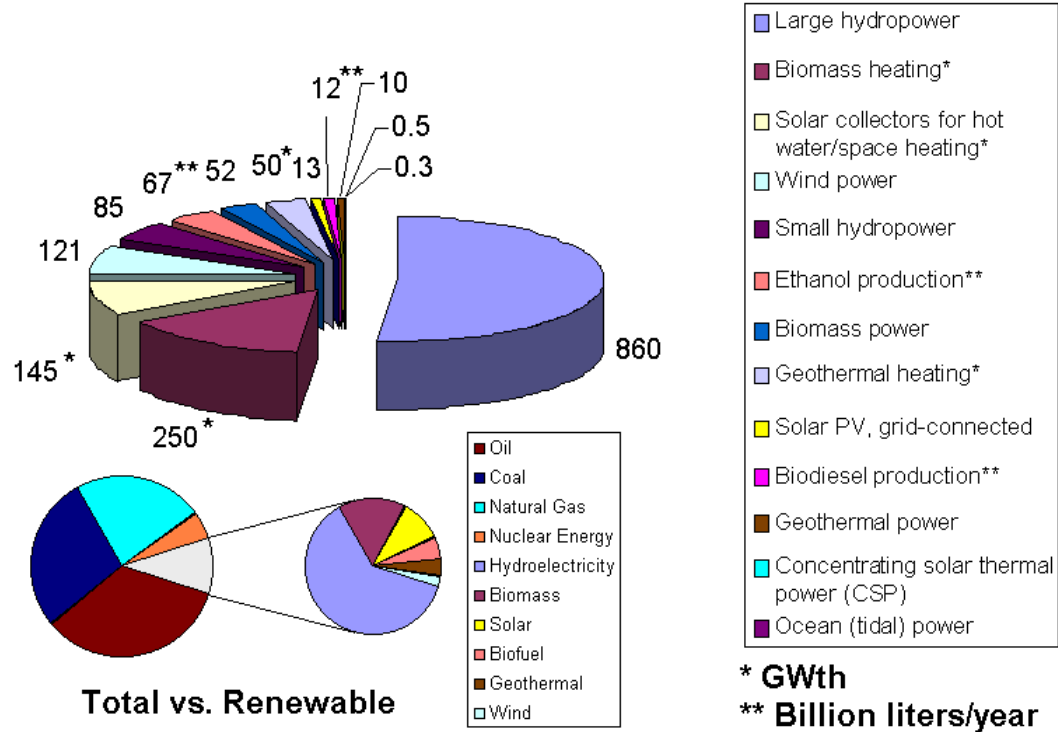 12** 10
0.5
0.3
67** 52 50* 13
85
121
145*
250*
860
Large hydropower
Biomass heating*
Solar collectors for hot
water/space heating*
Wind power
Small hydropower
Ethanol production**
Biomass power
Geothermal heating*
Solar PV, grid-connected
Biodiesel production**
Geothermal power
Concentrating solar thermal
power (CSP)
Ocean (tidal) power
* GWth
** Billion liters/year
Oil
Coal
Natural Gas
Nuclear Energy
Hydroelectricity
Biomass
Solar
Biofuel
Geothermal
Wind
Total vs. Renewable